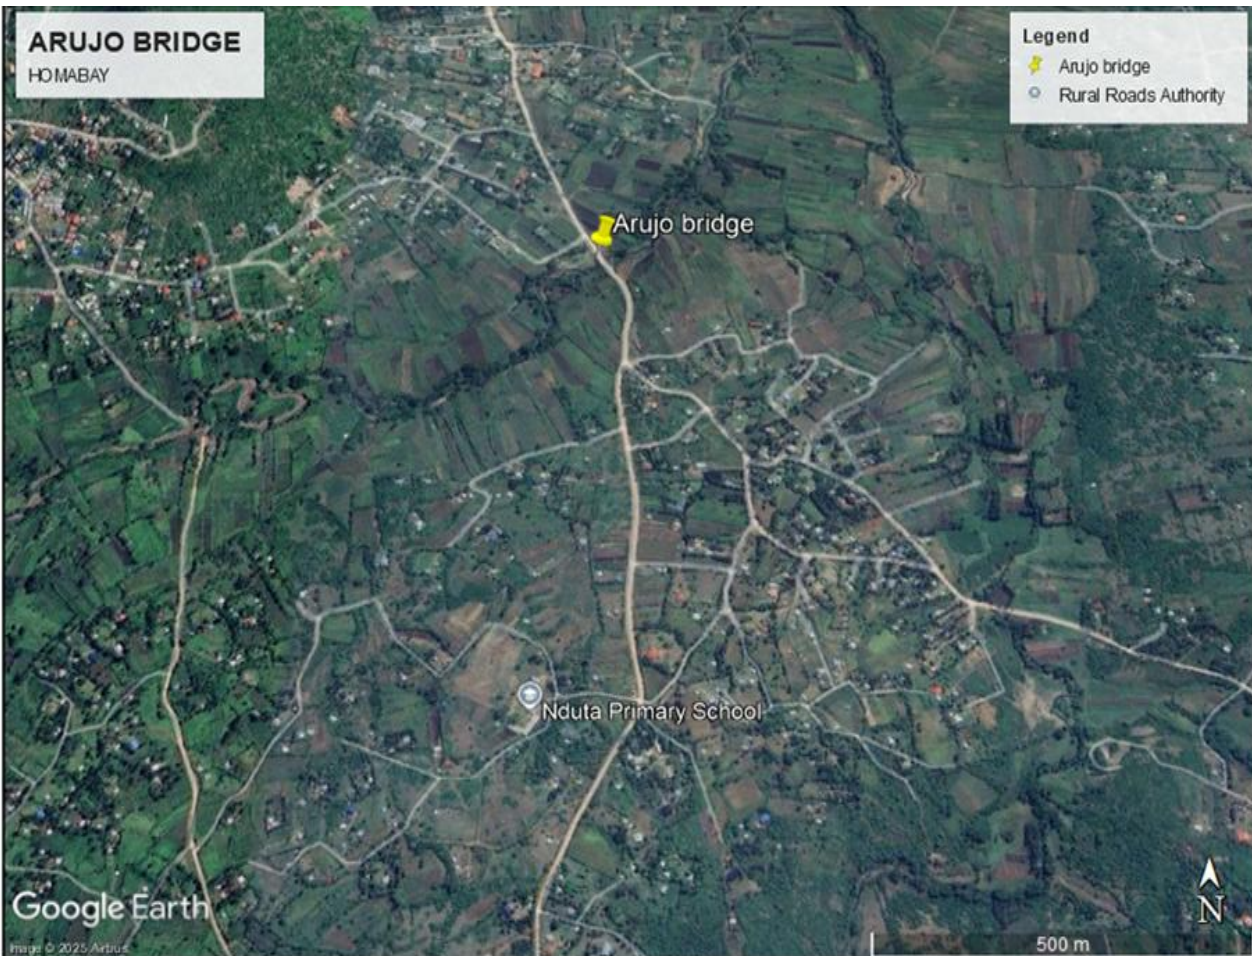 ARUJO BRIDGE
HOMABAY
Legend
Arujo bridge
Rural Roads Authority
Arujo bridge
Nduta Primary School
Google Earth
N
Image © 2025 Airbus
500 m